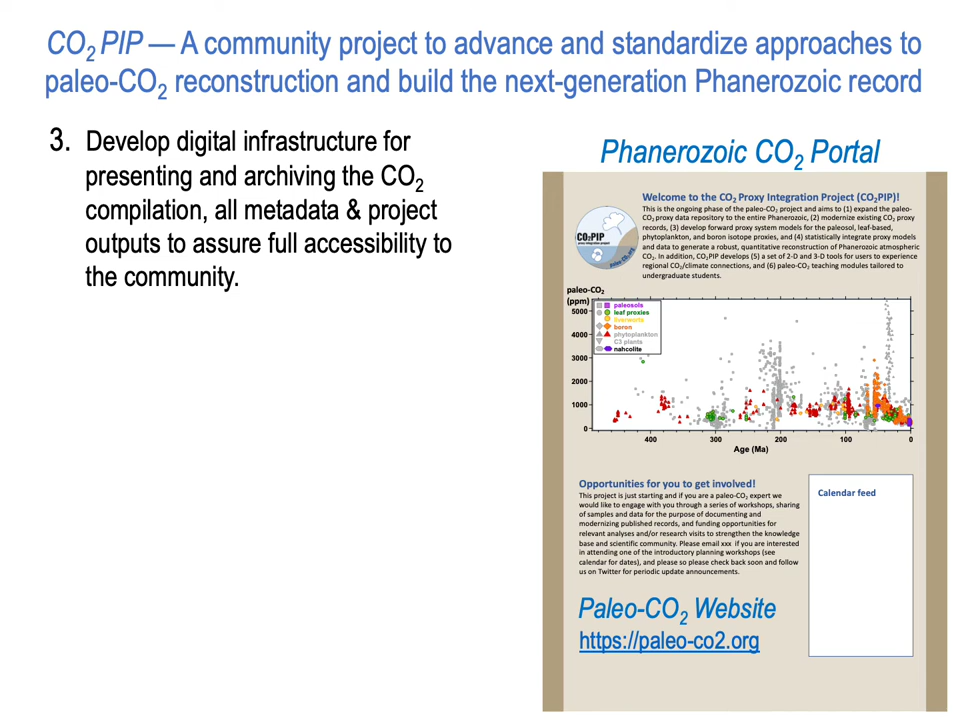 CO₂ PIP — A community project to advance and standardize approaches to
paleo-CO₂ reconstruction and build the next-generation Phanerozoic record
3. Develop digital infrastructure for
presenting and archiving the CO₂
compilation, all metadata & project
outputs to assure full accessibility to
the community.
Phanerozoic CO₂ Portal
CO₂PIP
Welcome to the CO₂ Proxy Integration Project (CO₂PIP)!
This is the ongoing phase of the paleo-CO₂ project and aims to (1) expand the paleo-
CO₂ proxy data repository to the entire Phanerozoic, (2) modernize existing CO₂ proxy
records, (3) develop forward proxy system models for the paleosol, leaf-based,
phytoplankton, and boron isotope proxies, and (4) statistically integrate proxy models
and data to generate a robust, quantitative reconstruction of Phanerozoic atmospheric
CO₂. In addition, CO₂PIP develops (5) a set of 2-D and 3-D tools for users to experience
regional CO₂/climate connections, and (6) paleo-CO₂ teaching modules tailored to
undergraduate students.
paleo-CO₂
(ppm)
5000
4000
3000
2000
1000
0
paleosols
leaf proxies
liverworts
boron
phytoplankton
C3 plants
nahcolite
400 300 200 100 0
Age (Ma)
Opportunities for you to get involved!
This project is just starting and if you are a paleo-CO₂ expert we
would like to engage with you through a series of workshops, sharing
of samples and data for the purpose of documenting and
modernizing published records, and funding opportunities for
relevant analyses and/or research visits to strengthen the knowledge
base and scientific community. Please email xxx if you are interested
in attending one of the introductory planning workshops (see
calendar for dates), and please so please check back soon and follow
us on Twitter for periodic update announcements.
Calendar feed
Paleo-CO₂ Website
https://paleo-co2.org